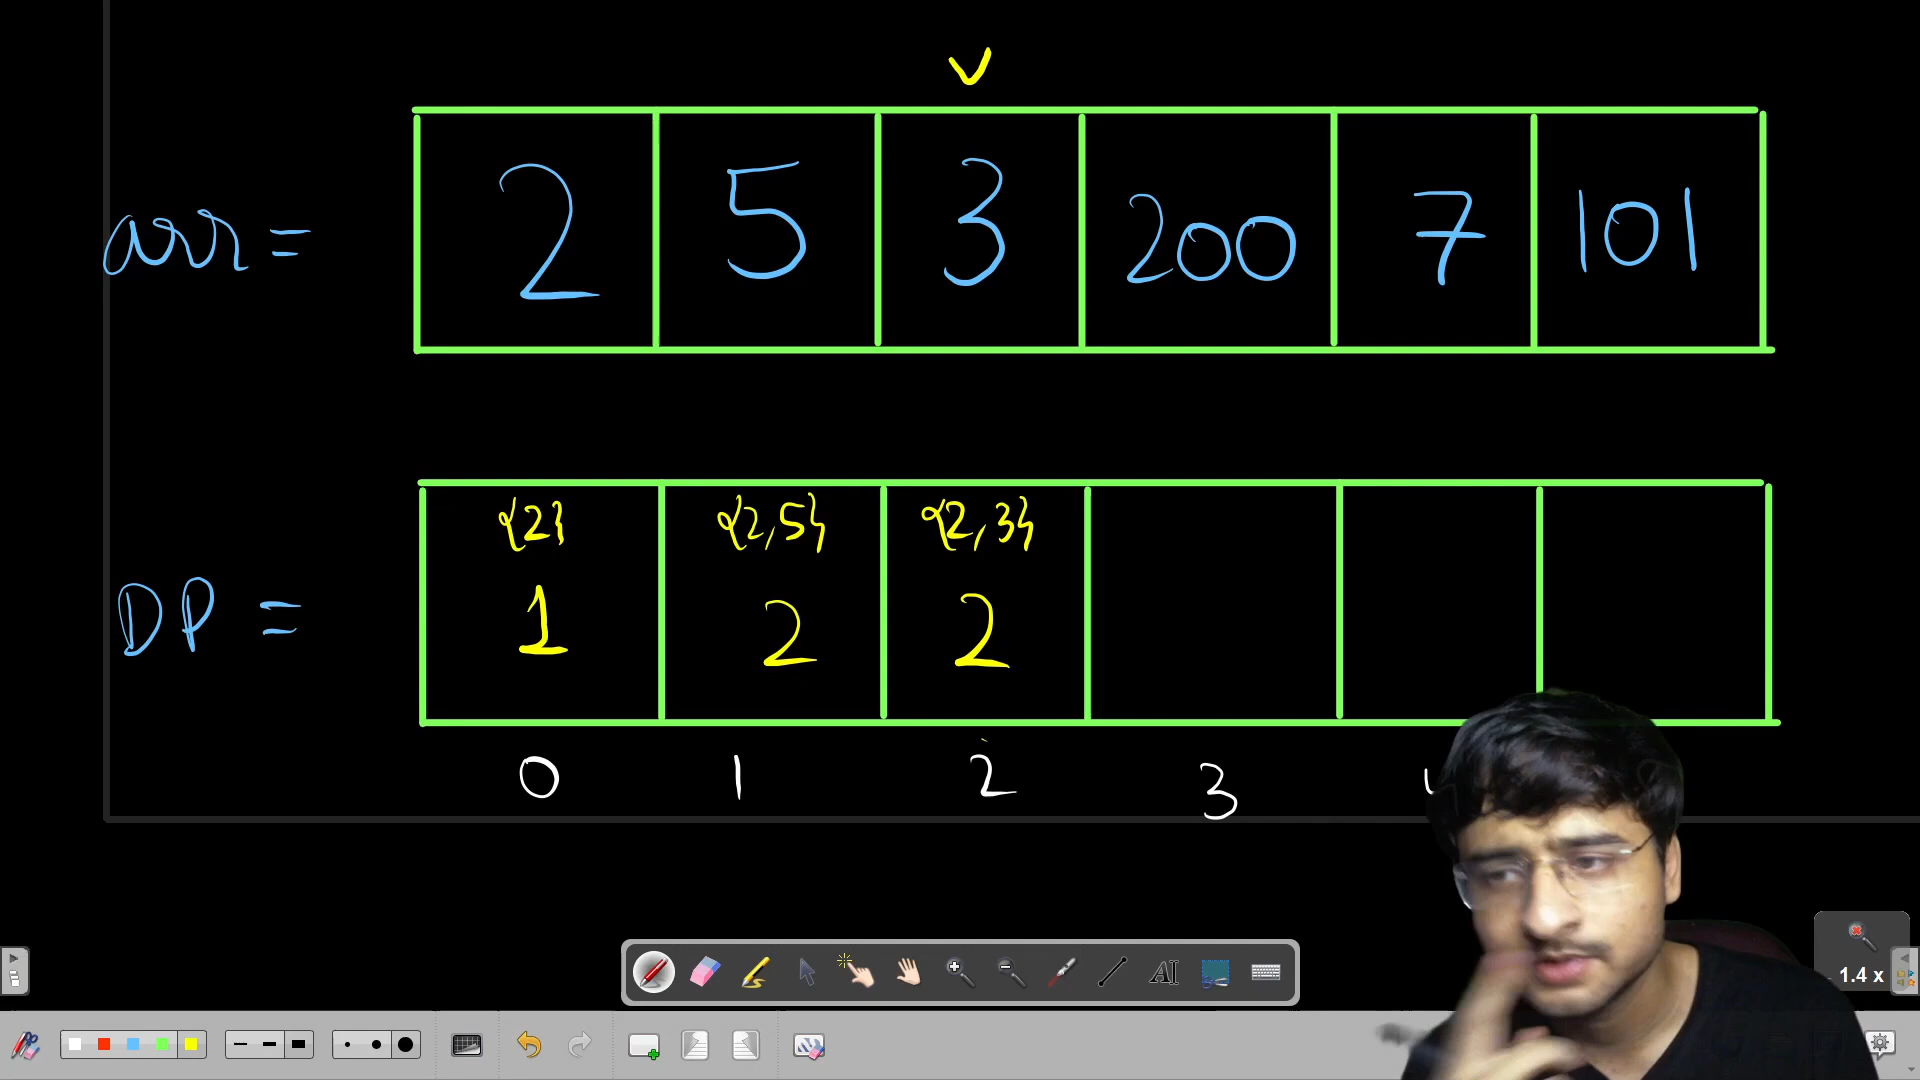 v
arr = 2 5 3 200 7 101
{2} {2,5} {2,3}
DP = 1 2 2
0 1 2 3
AI
1.4 x